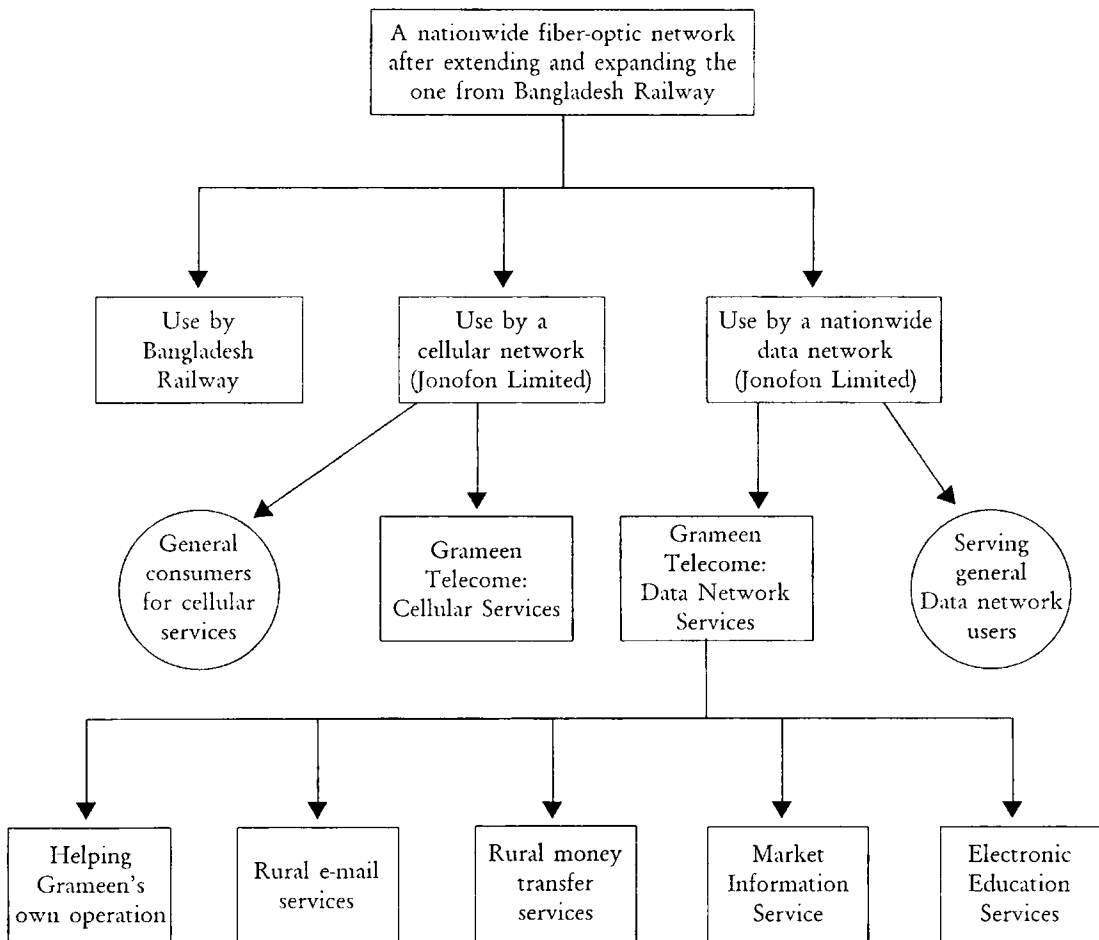 A nationwide fiber-optic network
after extending and expanding the
one from Bangladesh Railway
Use by
Bangladesh
Railway
Use by a
cellular network
(Jonofon Limited)
Use by a nationwide
data network
(Jonofon Limited)
General
consumers
for cellular
services
Grameen
Telecome:
Cellular Services
Grameen
Telecome:
Data Network
Services
Serving
general
Data network
users
Helping
Grameen's
own operation
Rural e-mail
services
Rural money
transfer
services
Market
Information
Service
Electronic
Education
Services